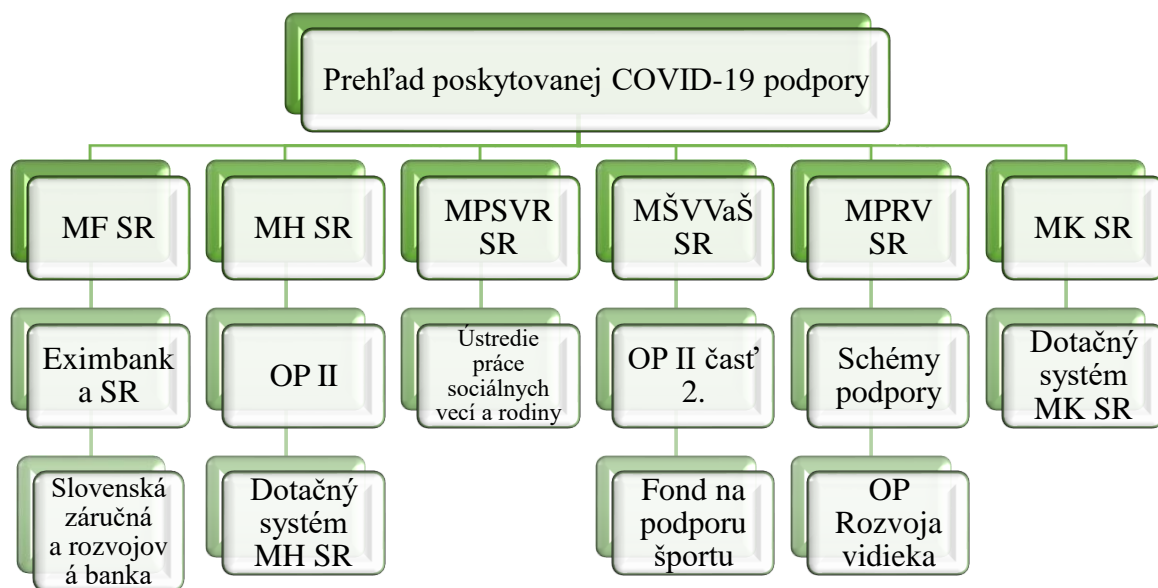 Prehľad poskytovanej COVID-19 podpory
MF SR
MH SR
MPSVR
SR
MŠVVaŠ
SR
MPRV
SR
MK SR
Eximbank
a SR
OP II
Ústredie
práce
sociálnych
vecí a rodiny
OP II časť
2.
Schémy
podpory
Dotačný
systém
MK SR
Slovenská
záručná
a rozvojov
á banka
Dotačný
systém
MH SR
Fond na
podporu
športu
OP
Rozvoja
vidieka